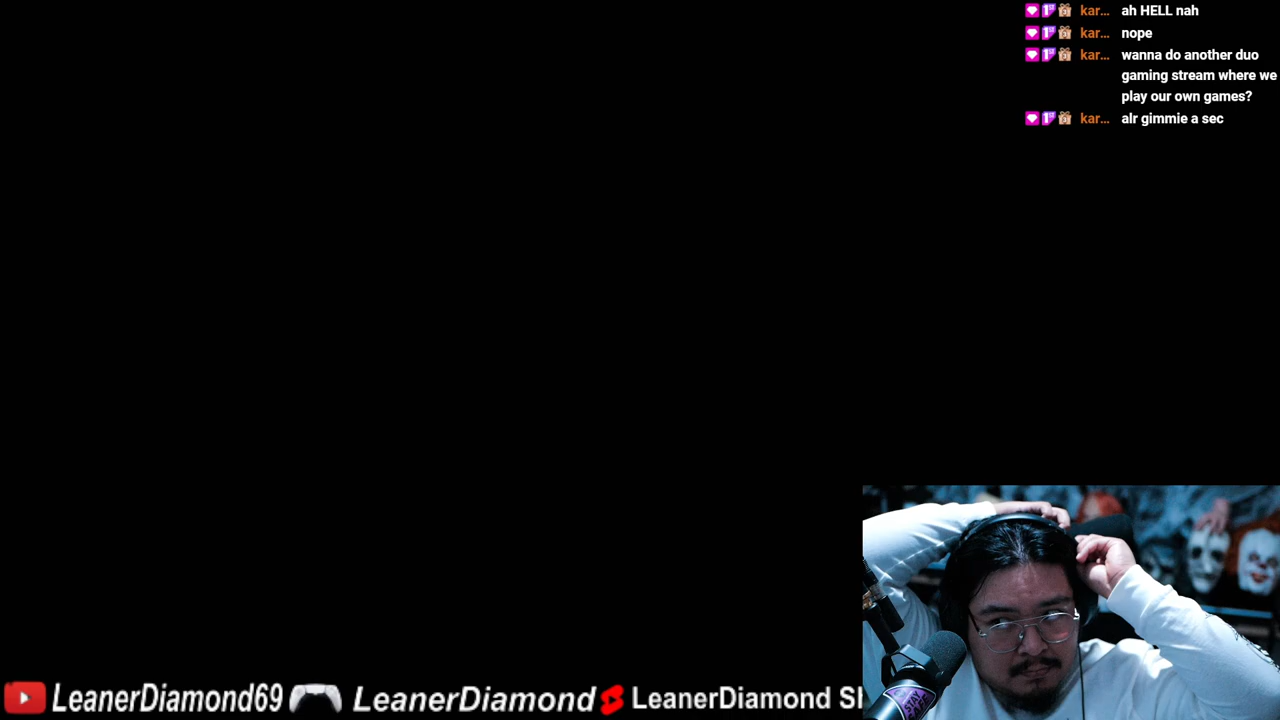 kar... ah HELL nah
kar... nope
kar... wanna do another duo
gaming stream where we
play our own games?
kar... alr gimmie a sec
LeanerDiamond69 LeanerDiamond LeanerDiamond